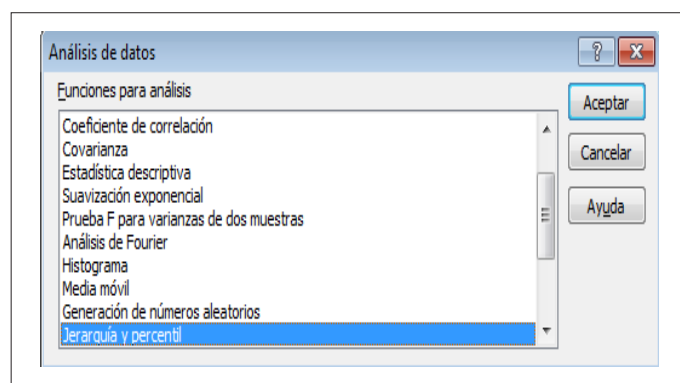 Análisis de datos
Funciones para análisis
Coeficiente de correlación
Covarianza
Estadística descriptiva
Suavización exponencial
Prueba F para varianzas de dos muestras
Análisis de Fourier
Histograma
Media móvil
Generación de números aleatorios
Jerarquía y percentil
Aceptar
Cancelar
Ayuda